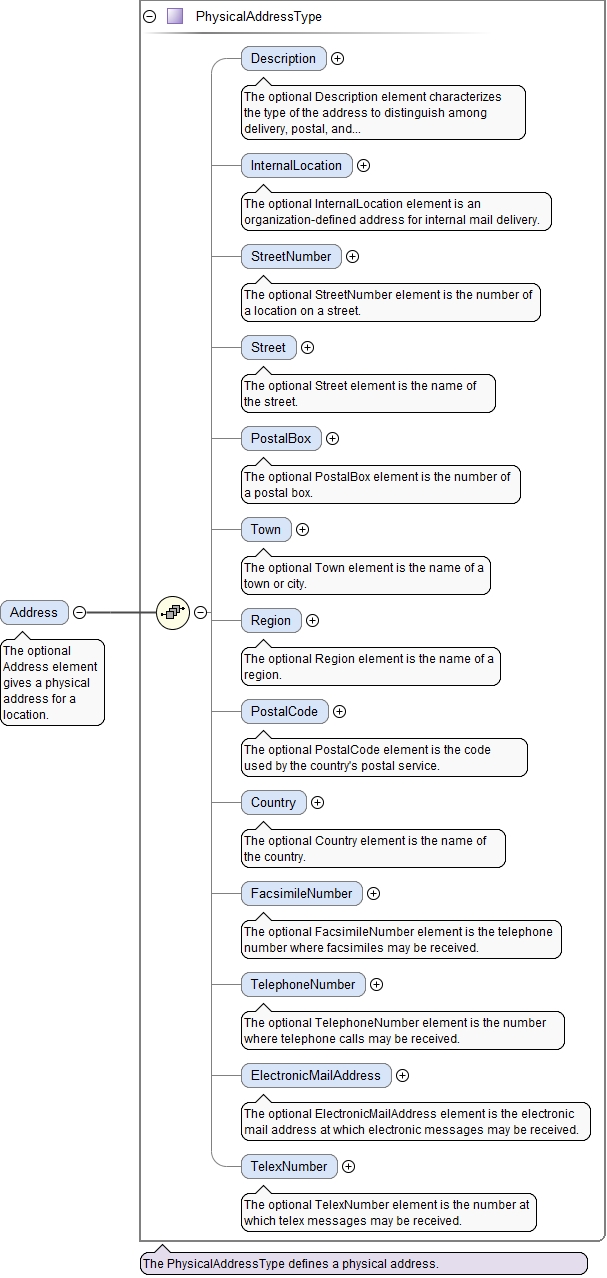 PhysicalAddressType
Description
The optional Description element characterizes
the type of the address to distinguish among
delivery, postal, and...
InternalLocation
The optional InternalLocation element is an
organization-defined address for internal mail delivery.
StreetNumber
The optional StreetNumber element is the number of
a location on a street.
Street
The optional Street element is the name of
the street.
PostalBox
The optional PostalBox element is the number of
a postal box.
Town
The optional Town element is the name of a
town or city.
Address
The optional
Address element
gives a physical
address for a
location.
Region
The optional Region element is the name of a
region.
PostalCode
The optional PostalCode element is the code
used by the country's postal service.
Country
The optional Country element is the name of
the country.
FacsimileNumber
The optional FacsimileNumber element is the telephone
number where facsimiles may be received.
TelephoneNumber
The optional TelephoneNumber element is the number
where telephone calls may be received.
ElectronicMailAddress
The optional ElectronicMailAddress element is the electronic
mail address at which electronic messages may be received.
TelexNumber
The optional TelexNumber element is the number at
which telex messages may be received.
The PhysicalAddressType defines a physical address.